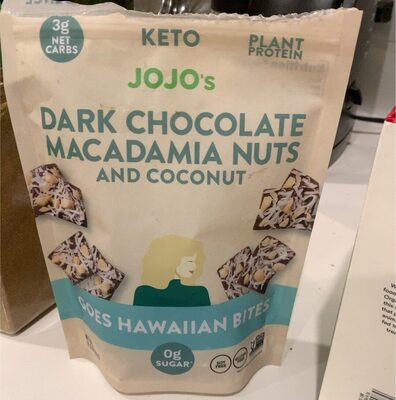 3g
NET
CARBS
KETO
PLANT
PROTEIN
JOJO's
DARK CHOCOLATE
MACADAMIA NUTS
AND COCONUT
GOES HAWAIIAN BITES
0g
SUGAR*